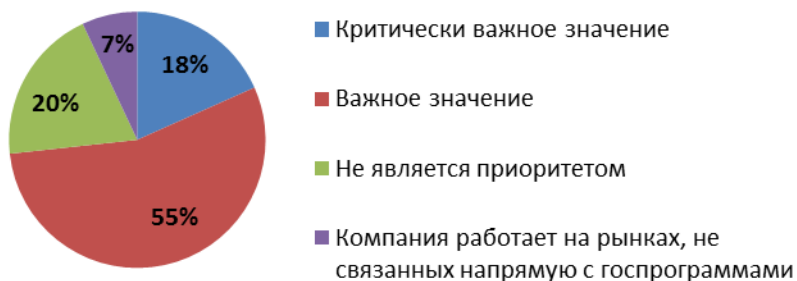 7%
18%
20%
55%
Критически важное значение
Важное значение
Не является приоритетом
Компания работает на рынках, не
связанных напрямую с госпрограммами